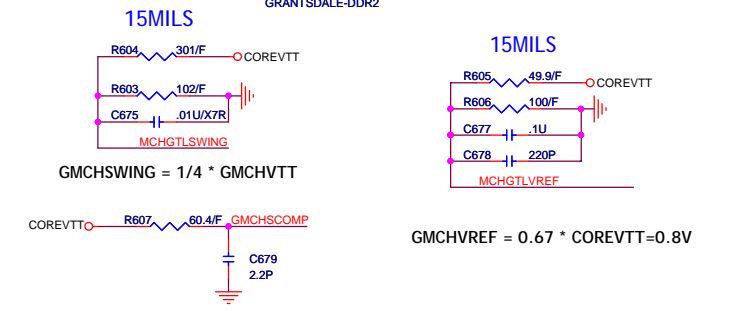 GRANTSDALE-DDR2
15MILS
R604 301/F COREVTT
R603 102/F
C675 .01U/X7R
MCHGTLSWING
GMCHSWING = 1/4 * GMCHVTT
COREVTT R607 60.4/F GMCHSCOMP
C679
2.2P
15MILS
R605 49.9/F COREVTT
R606 100/F
C677 .1U
C678 220P
MCHGTLVREF
GMCHVREF = 0.67 * COREVTT=0.8V